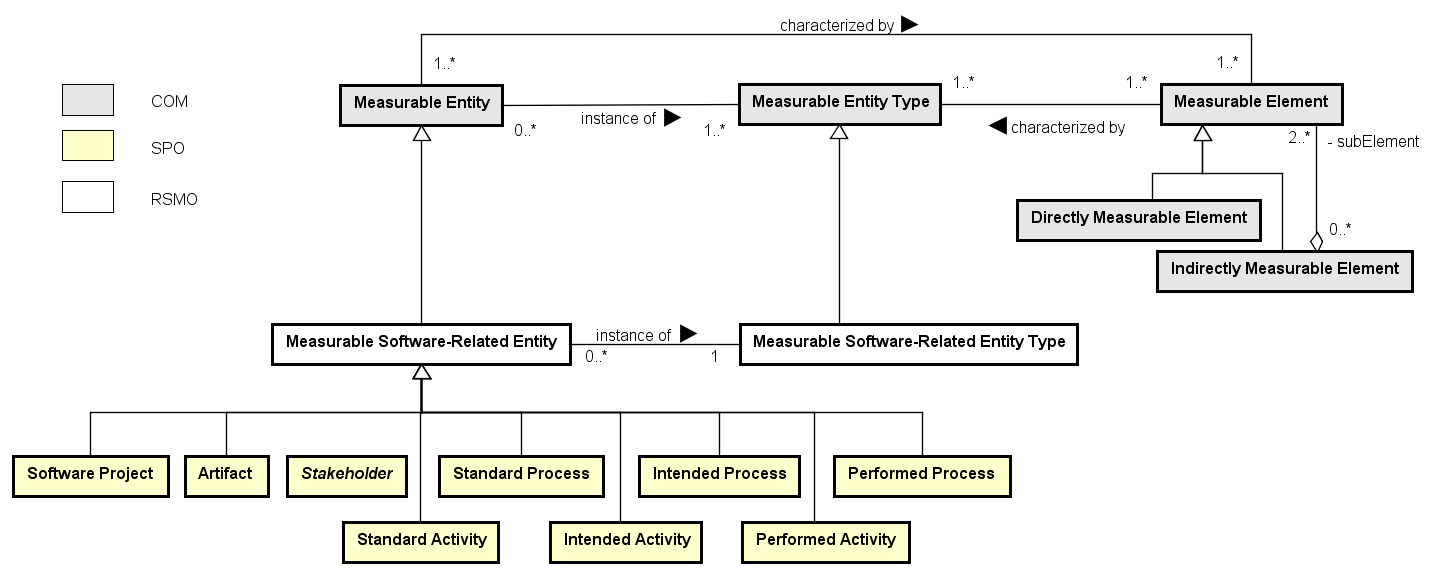 characterized by
1..*
1..*
COM
SPO
RSMO
Measurable Entity
0..*
instance of
1..*
Measurable Entity Type
1..*
1..*
characterized by
Measurable Element
2..*
- subElement
Directly Measurable Element
0..*
Indirectly Measurable Element
Measurable Software-Related Entity
instance of
0..*
1
Measurable Software-Related Entity Type
Software Project
Artifact
Stakeholder
Standard Process
Intended Process
Performed Process
Standard Activity
Intended Activity
Performed Activity